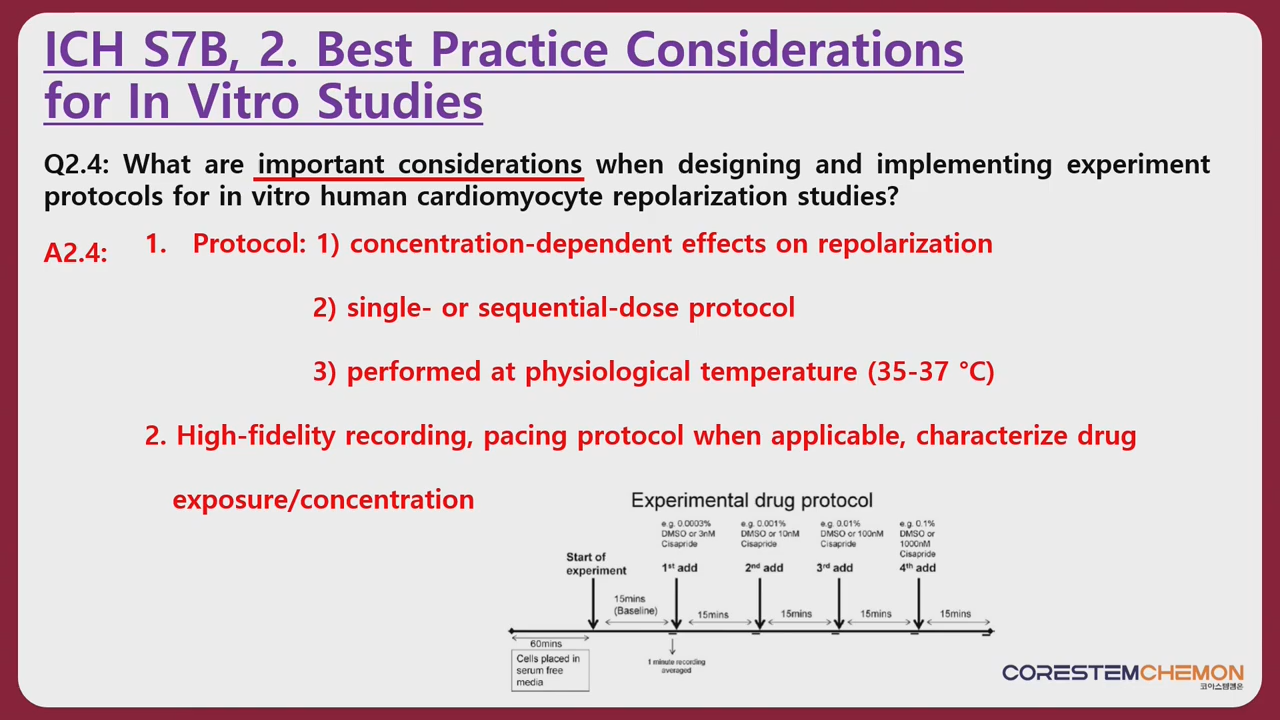 ICH S7B, 2. Best Practice Considerations
for In Vitro Studies
Q2.4: What are important considerations when designing and implementing experiment
protocols for in vitro human cardiomyocyte repolarization studies?
A2.4:
1. Protocol: 1) concentration-dependent effects on repolarization
2) single- or sequential-dose protocol
3) performed at physiological temperature (35-37 °C)
2. High-fidelity recording, pacing protocol when applicable, characterize drug
exposure/concentration
Experimental drug protocol
e.g. 0.0003%
DMSO or 3nM
Cisapride
e.g. 0.001%
DMSO or 10nM
Cisapride
e.g. 0.01%
DMSO or 100nM
Cisapride
e.g. 0.1%
DMSO or
1000nM
Cisapride
Start of
experiment
1st add
2nd add
3rd add
4th add
15mins
(Baseline)
15mins
15mins
15mins
15mins
60mins
Cells placed in
serum free
media
1 minute recording
averaged
CORESTEMCHEMON
코아스템켐온